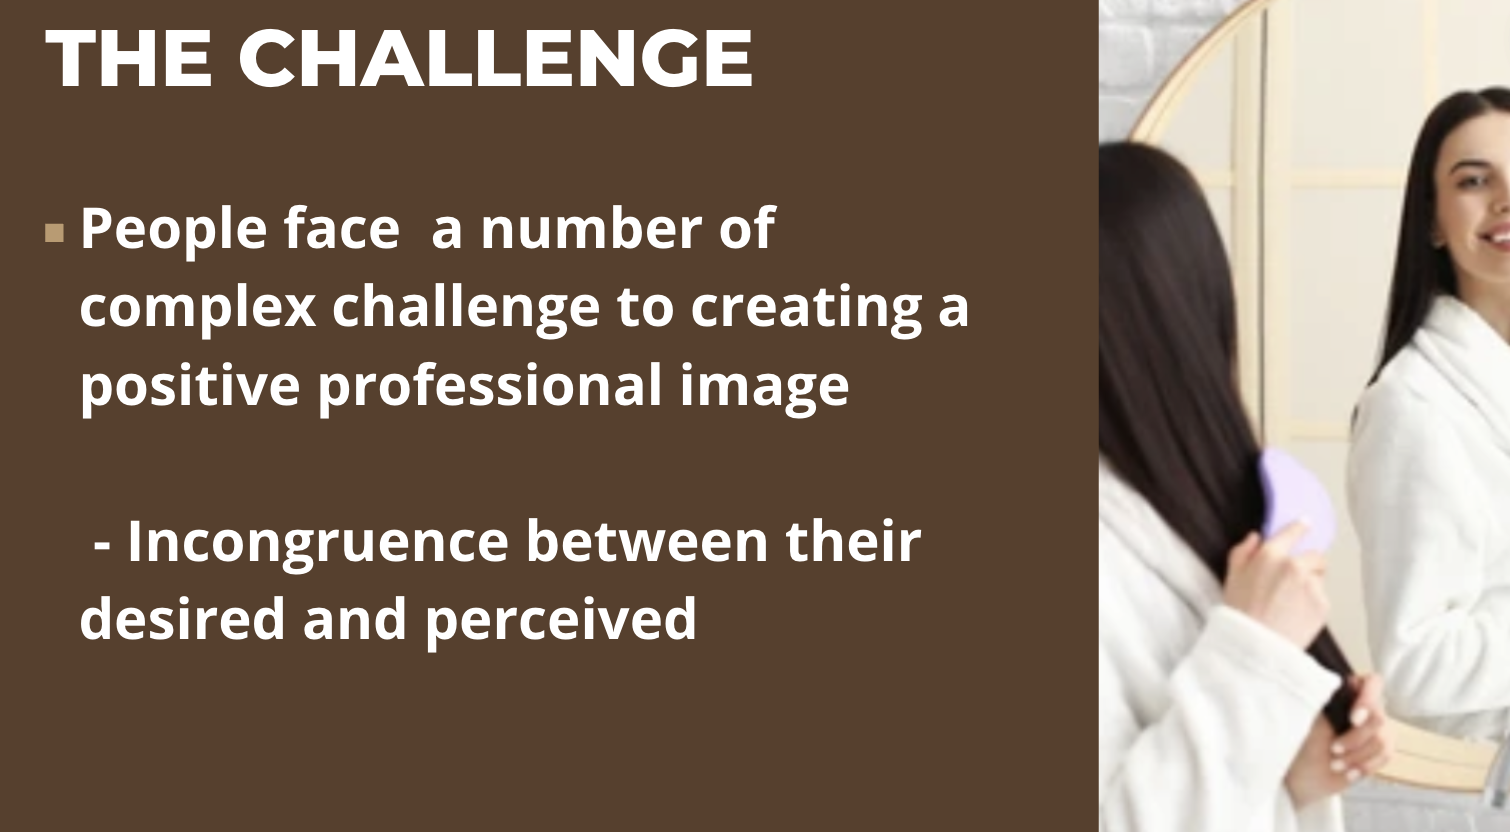 THE CHALLENGE
▪ People face  a number of
complex challenge to creating a
positive professional image
- Incongruence between their
desired and perceived